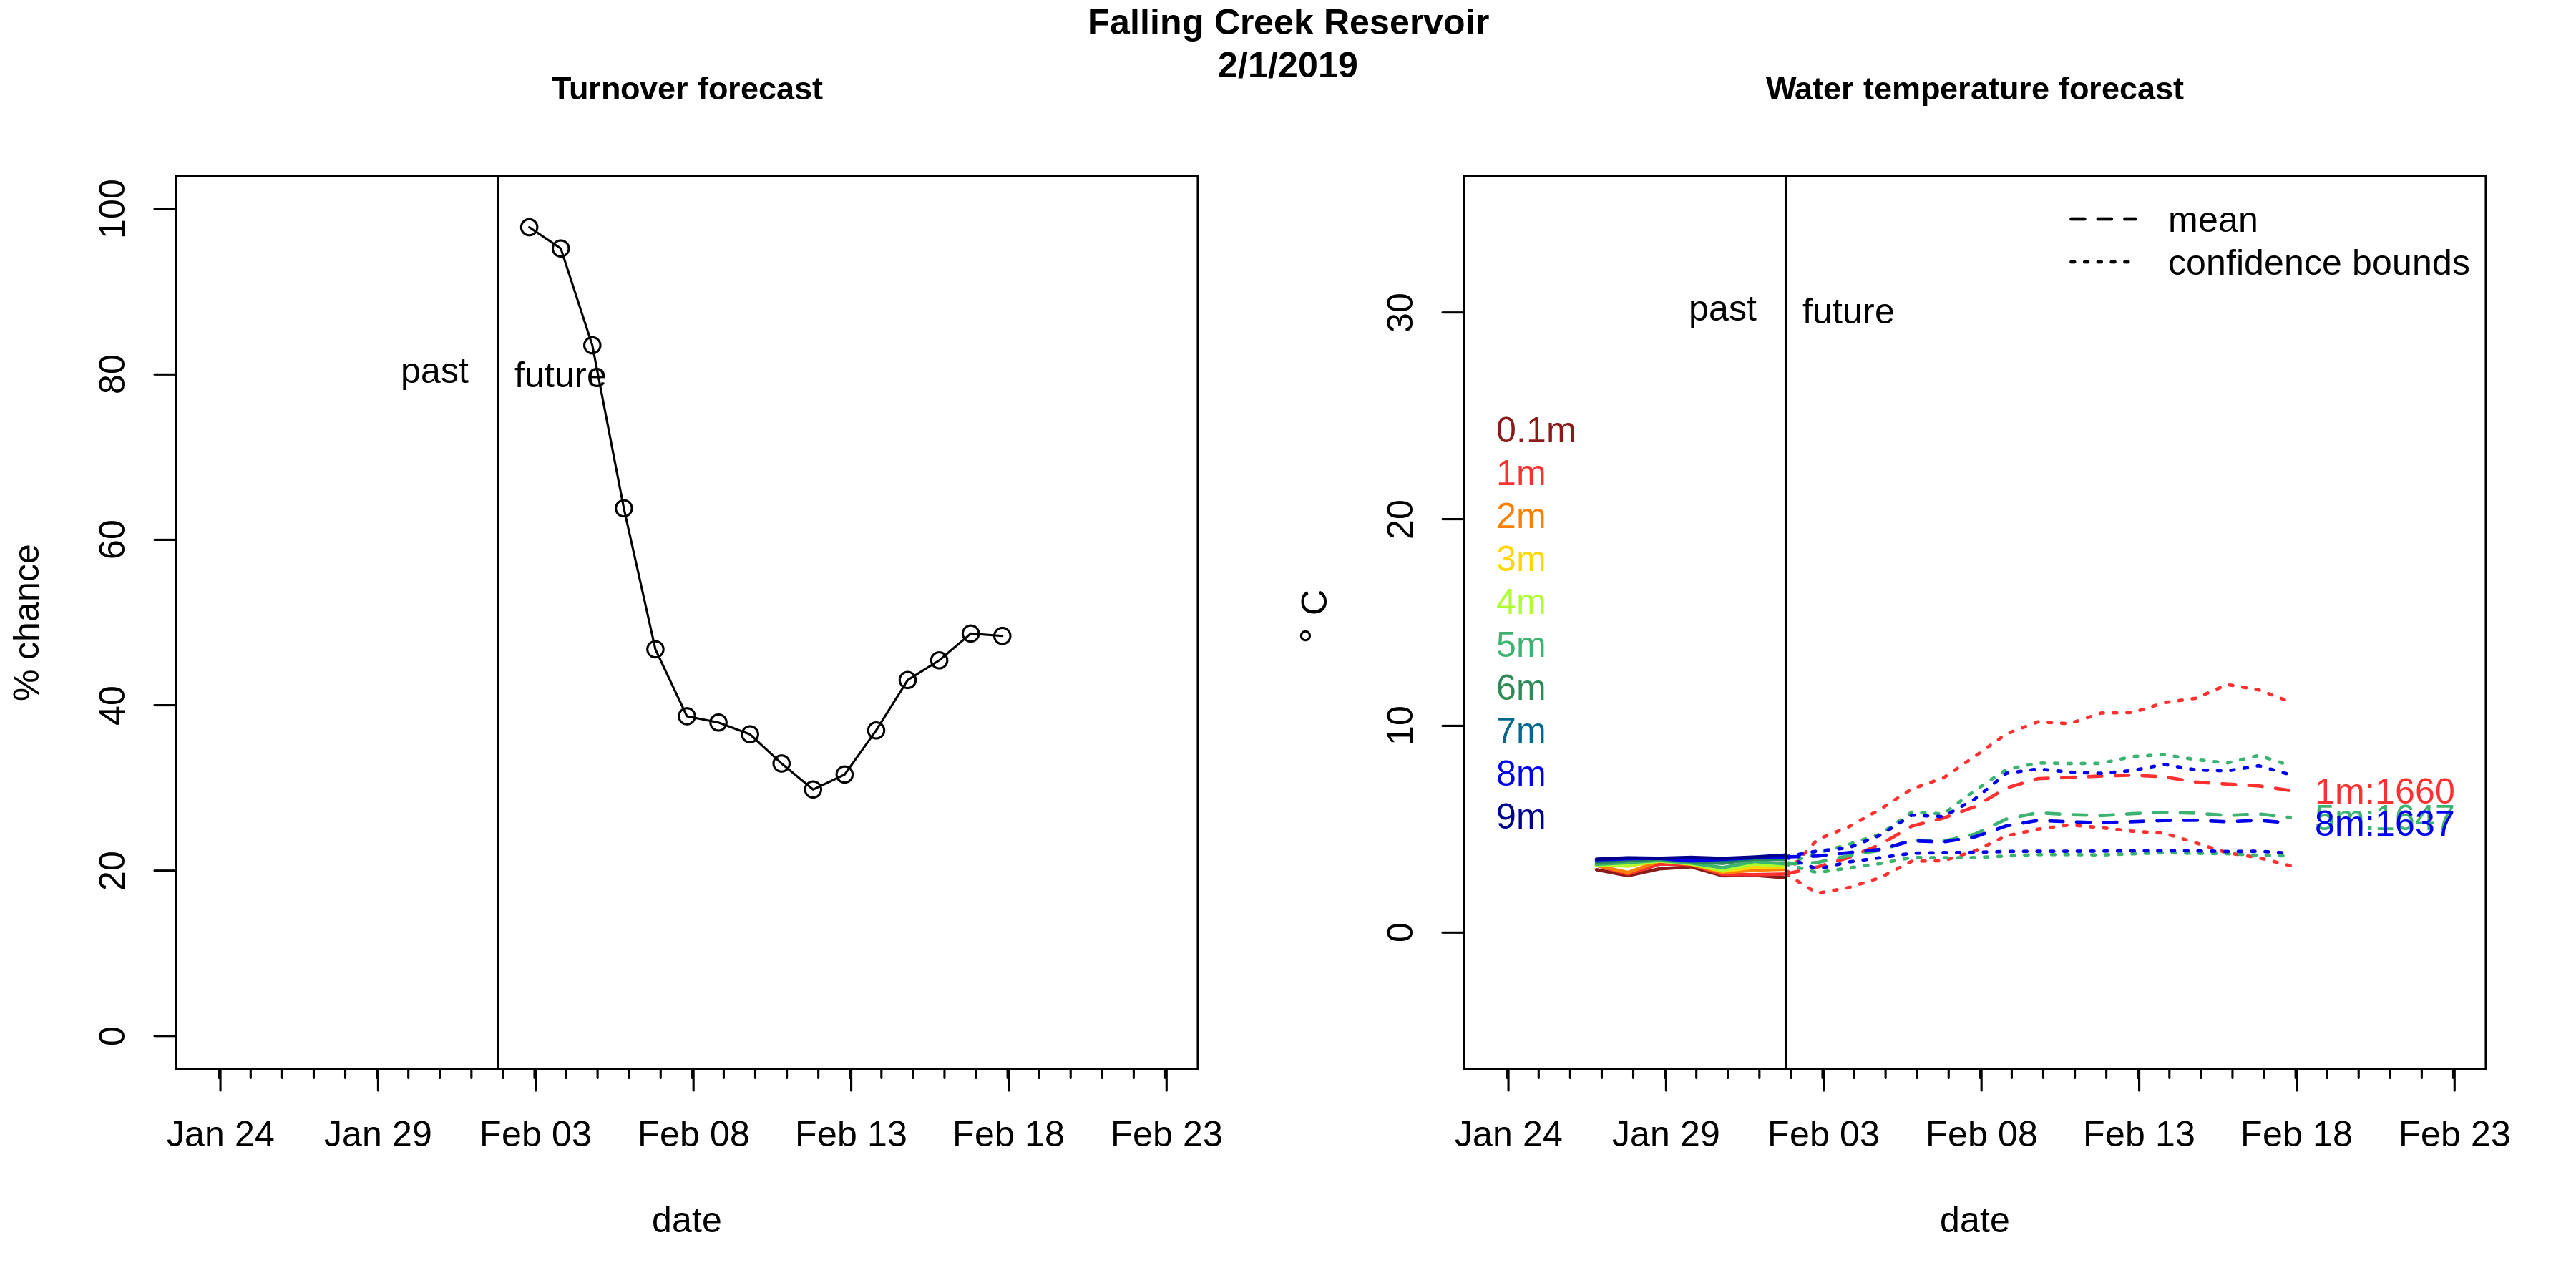 Falling Creek Reservoir
2/1/2019
Turnover forecast
% chance
100
80
60
40
20
0
past
future
Jan 24 Jan 29 Feb 03 Feb 08 Feb 13 Feb 18 Feb 23
date
Water temperature forecast
° C
30
20
10
0
mean
confidence bounds
past
future
0.1m
1m
2m
3m
4m
5m
6m
7m
8m
9m
1m:1660
8m:1637
Jan 24 Jan 29 Feb 03 Feb 08 Feb 13 Feb 18 Feb 23
date